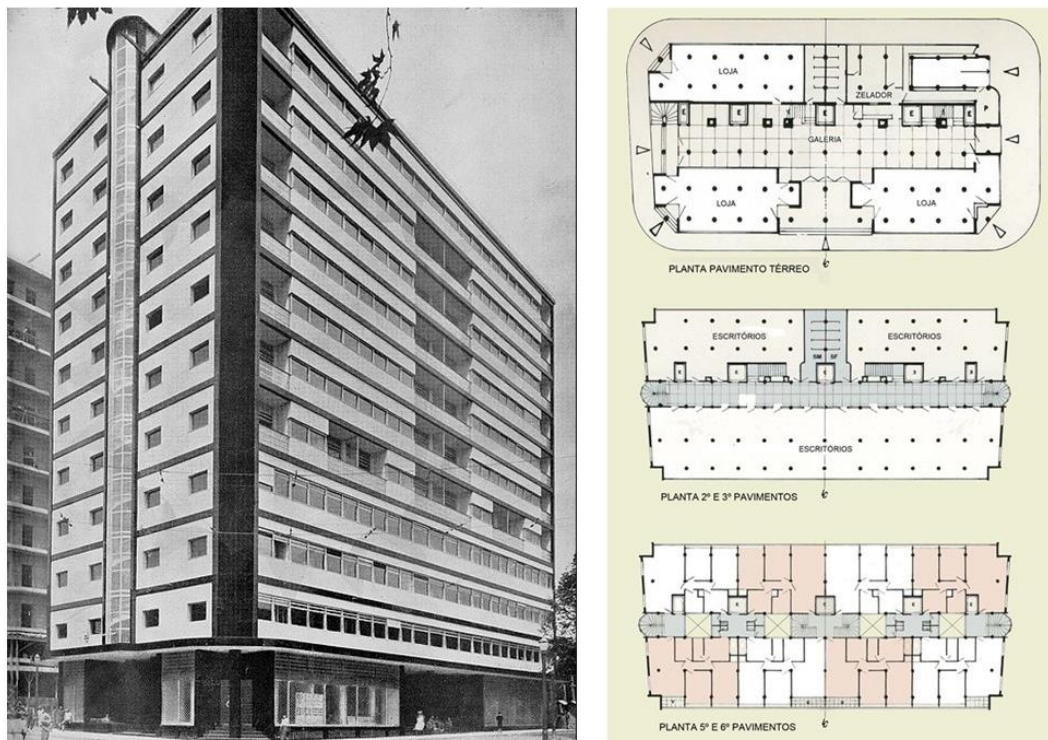 LOJA
ZELADOR
P
E E E E E
GALERIA
LOJA LOJA
PLANTA PAVIMENTO TÉRREO
ESCRITÓRIOS ESCRITÓRIOS
SM SF
ESCRITÓRIOS
PLANTA 2º E 3º PAVIMENTOS
PLANTA 5º E 6º PAVIMENTOS